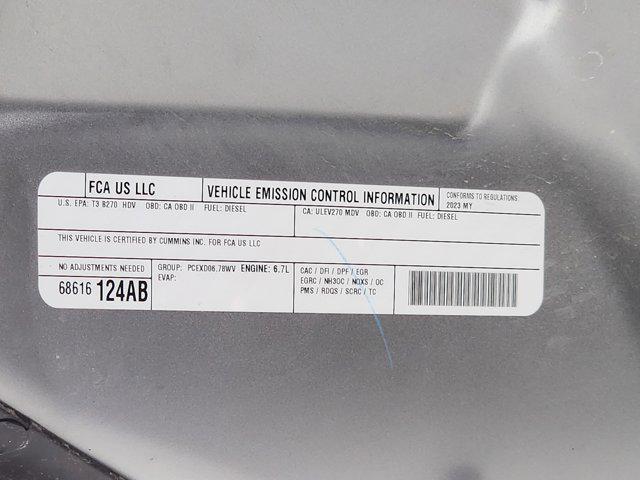 FCA US LLC
VEHICLE EMISSION CONTROL INFORMATION
CONFORMS TO REGULATIONS:
2023 MY
U.S. EPA: T3 B270 HDV OBD: CA OBD II FUEL: DIESEL
CA: ULEV270 MDV OBD: CA OBD II FUEL: DIESEL
THIS VEHICLE IS CERTIFIED BY CUMMINS INC. FOR FCA US LLC
NO ADJUSTMENTS NEEDED
68616 124AB
GROUP: PCEXD06.78WV ENGINE: 6.7L
EVAP:
CAC / DFI / DPF / EGR
EGRC / NH3OC / NOXS / OC
PMS / RDQS / SCRC / TC